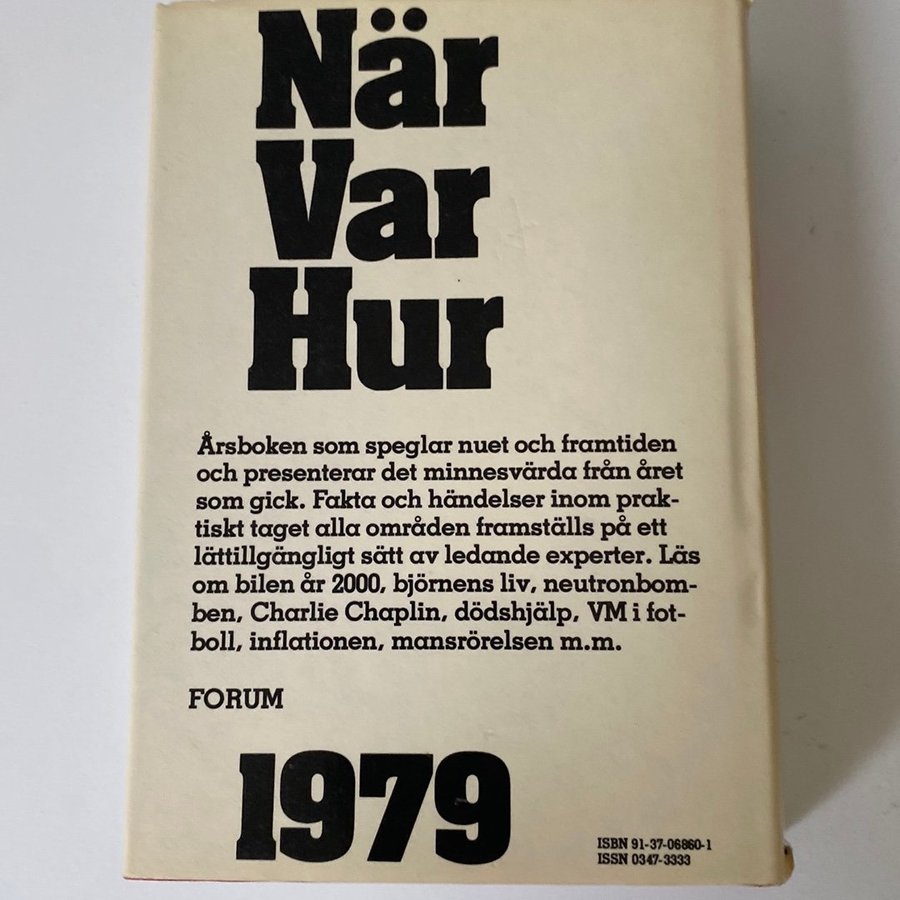 När
Var
Hur
Årsboken som speglar nuet och framtiden
och presenterar det minnesvärda från året
som gick. Fakta och händelser inom prak-
tiskt taget alla områden framställs på ett
lättillgängligt sätt av ledande experter. Läs
om bilen år 2000, björnens liv, neutronbom-
ben, Charlie Chaplin, dödshjälp, VM i fot-
boll, inflationen, mansrörelsen m.m.
FORUM
1979
ISBN 91-37-06860-1
ISSN 0347-3333